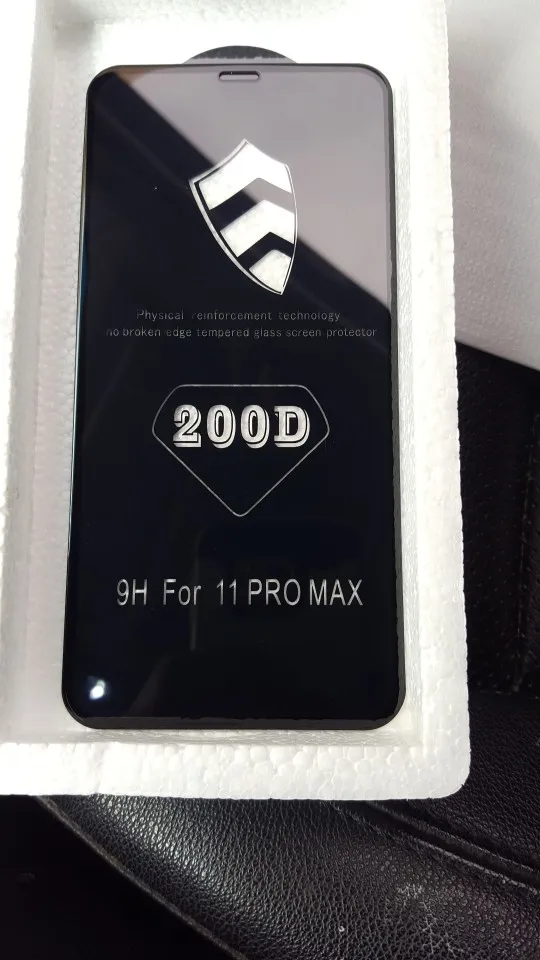 Physical reinforcement technology
no broken edge tempered glass screen protector
200D
9H For 11 PRO MAX